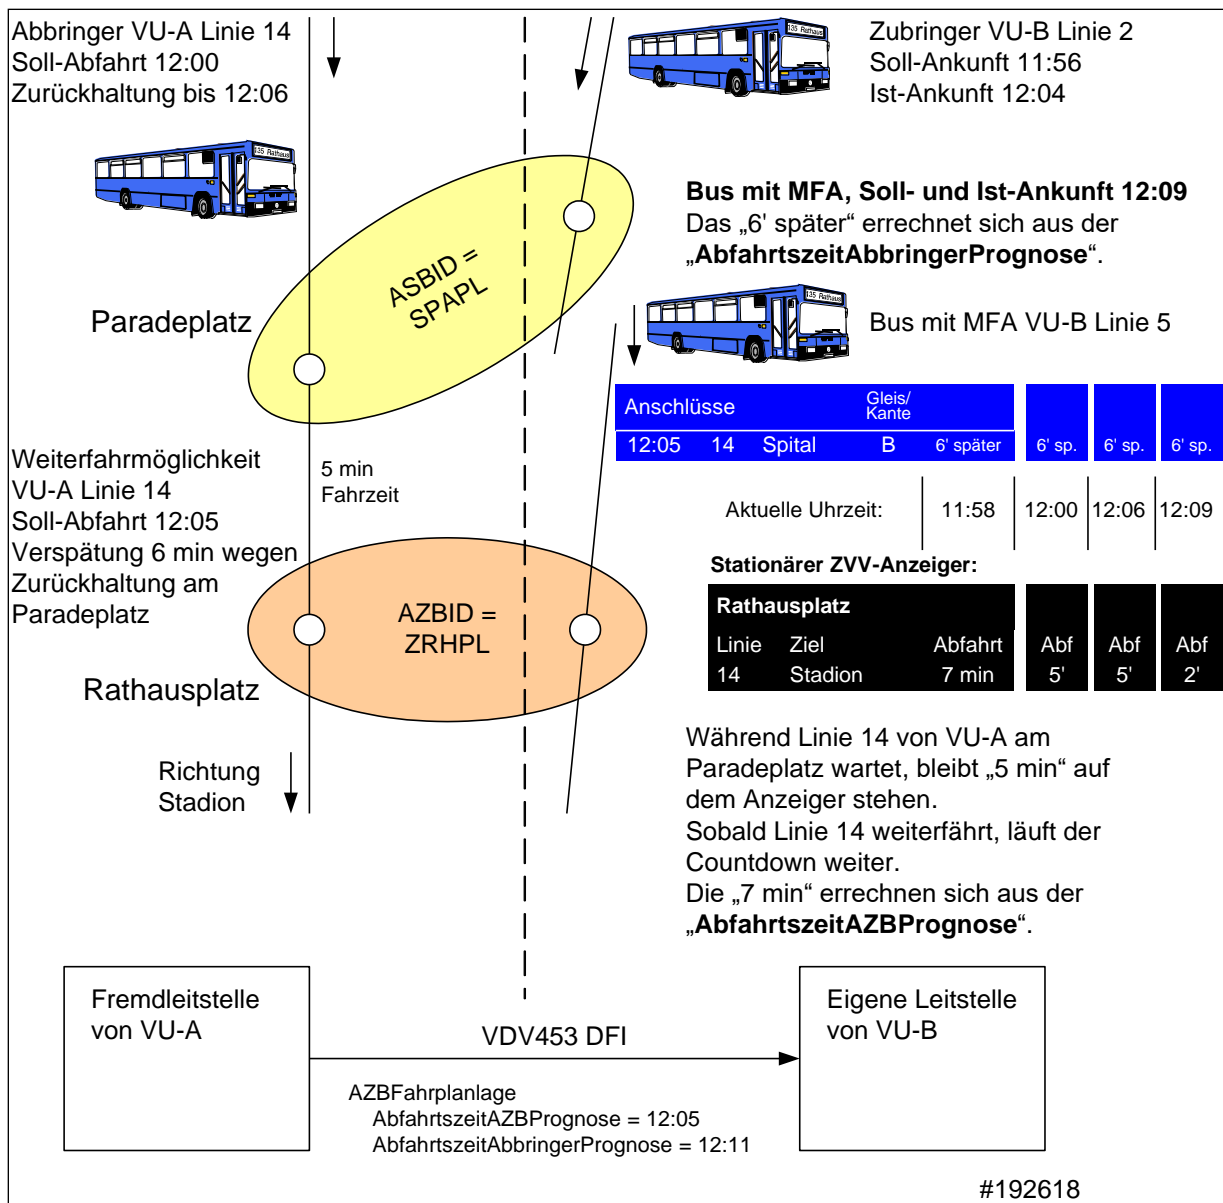 Abbringer VU-A Linie 14
Soll-Abfahrt 12:00
Zurückhaltung bis 12:06
135 Rathaus
Zubringer VU-B Linie 2
Soll-Ankunft 11:56
Ist-Ankunft 12:04
135 Rathaus
Bus mit MFA, Soll- und Ist-Ankunft 12:09
Das „6' später“ errechnet sich aus der
„AbfahrtszeitAbbringerPrognose“.
ASBID =
SPAPL
Paradeplatz
135 Rathaus
Bus mit MFA VU-B Linie 5
Anschlüsse Gleis/
Kante
12:05 14 Spital B 6' später 6' sp. 6' sp. 6' sp.
Aktuelle Uhrzeit: 11:58 12:00 12:06 12:09
Weiterfahrmöglichkeit
VU-A Linie 14
Soll-Abfahrt 12:05
Verspätung 6 min wegen
Zurückhaltung am
Paradeplatz
5 min
Fahrzeit
Stationärer ZVV-Anzeiger:
Rathausplatz
Linie Ziel Abfahrt Abf Abf Abf
14 Stadion 7 min 5' 5' 2'
AZBID =
ZRHPL
Rathausplatz
Richtung
Stadion
Während Linie 14 von VU-A am
Paradeplatz wartet, bleibt „5 min“ auf
dem Anzeiger stehen.
Sobald Linie 14 weiterfährt, läuft der
Countdown weiter.
Die „7 min“ errechnen sich aus der
„AbfahrtszeitAZBPrognose“.
Fremdleitstelle
von VU-A
VDV453 DFI
Eigene Leitstelle
von VU-B
AZBFahrplanlage
AbfahrtszeitAZBPrognose = 12:05
AbfahrtszeitAbbringerPrognose = 12:11
#192618